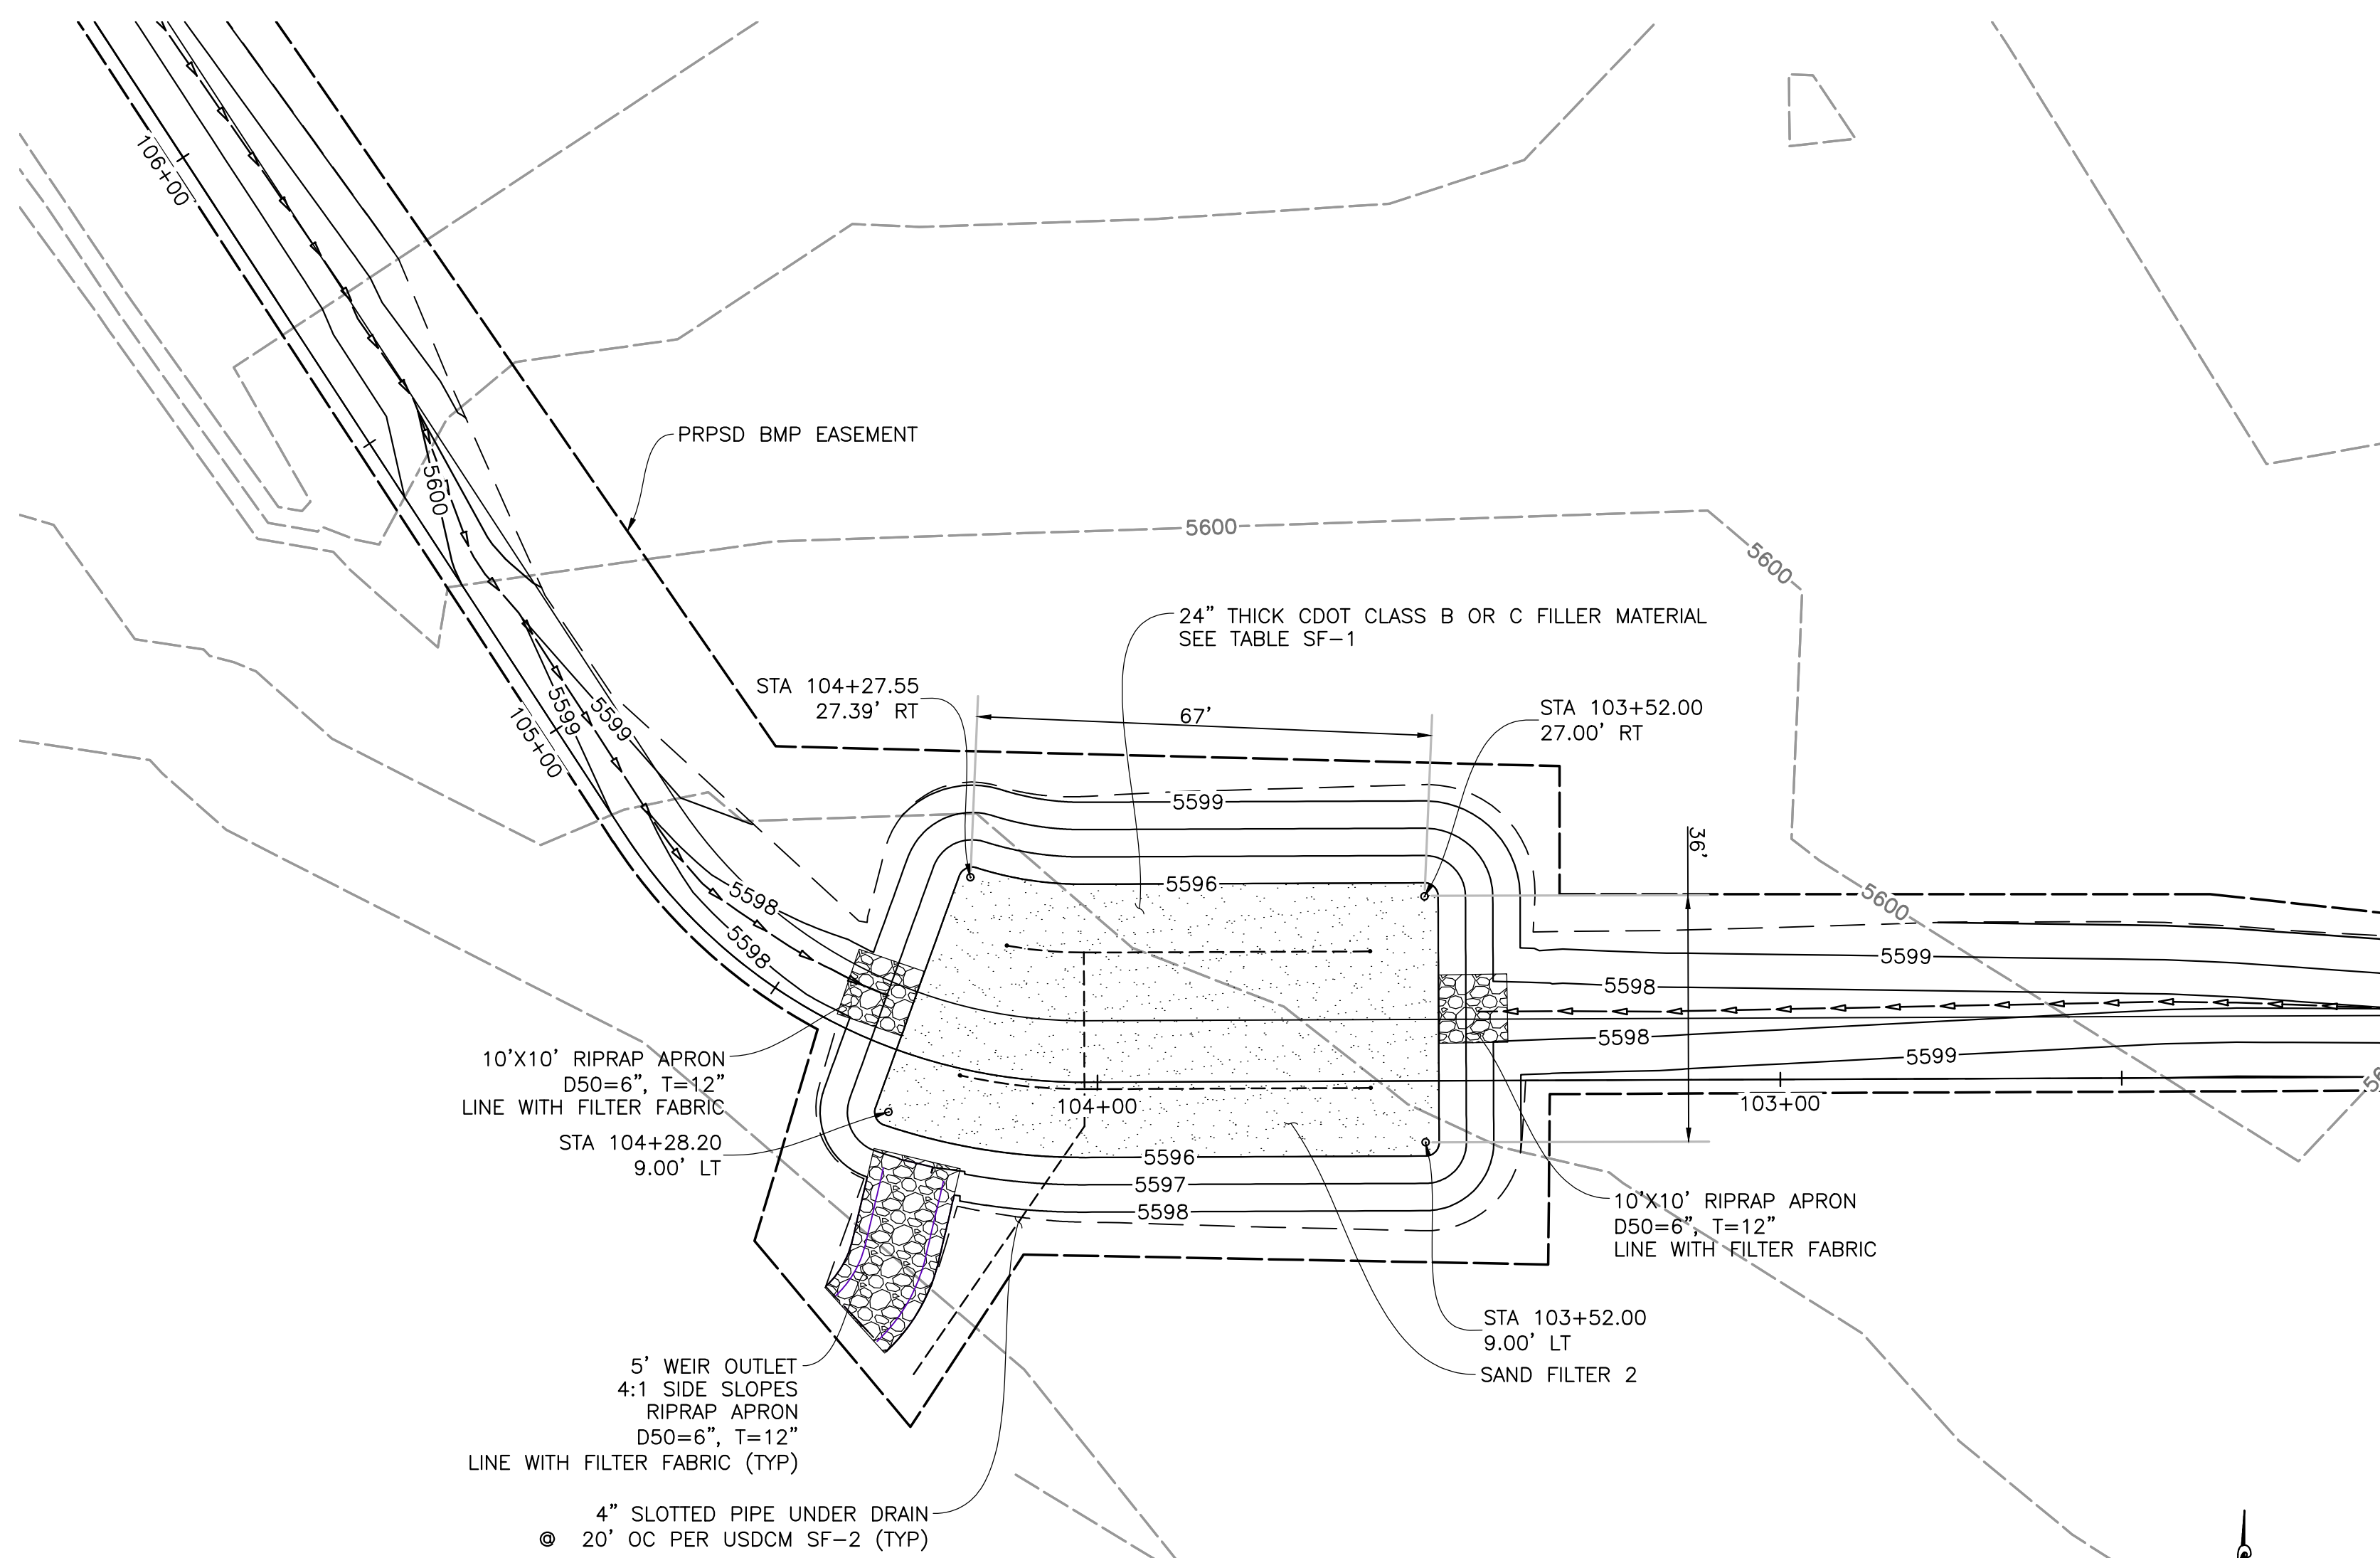 106+00
PRPSD BMP EASEMENT
5600
5600
5600
24" THICK CDOT CLASS B OR C FILLER MATERIAL
SEE TABLE SF-1
STA 104+27.55
27.39' RT
67'
STA 103+52.00
27.00' RT
5599
5599
105+00
5599
36'
5596
5598
5598
5600
5599
5598
5598
5599
10'X10' RIPRAP APRON
D50=6", T=12"
LINE WITH FILTER FABRIC
104+00
103+00
STA 104+28.20
9.00' LT
5596
5597
5598
10'X10' RIPRAP APRON
D50=6", T=12"
LINE WITH FILTER FABRIC
STA 103+52.00
9.00' LT
SAND FILTER 2
5' WEIR OUTLET
4:1 SIDE SLOPES
RIPRAP APRON
D50=6", T=12"
LINE WITH FILTER FABRIC (TYP)
4" SLOTTED PIPE UNDER DRAIN
@ 20' OC PER USDCM SF-2 (TYP)